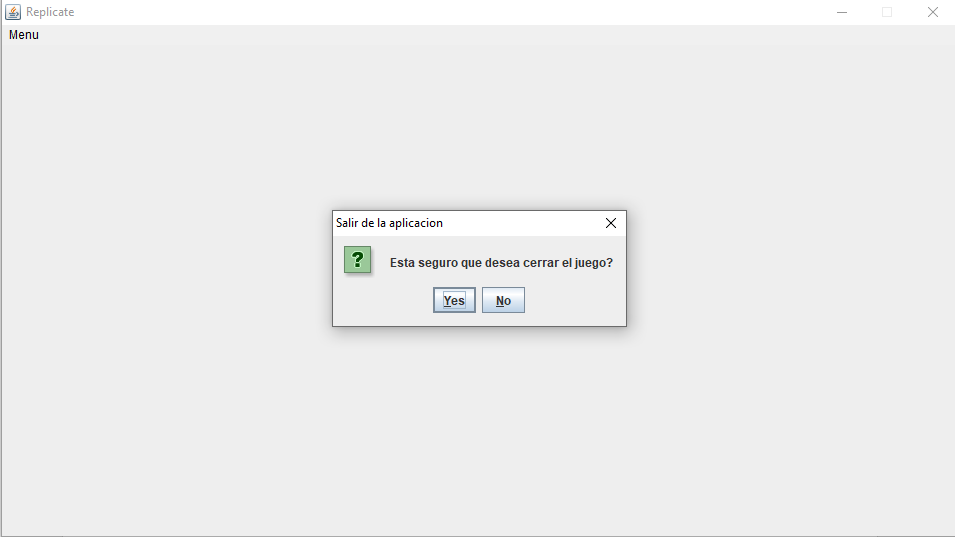 Replicate
Menu
Salir de la aplicacion
?
Esta seguro que desea cerrar el juego?
Yes No